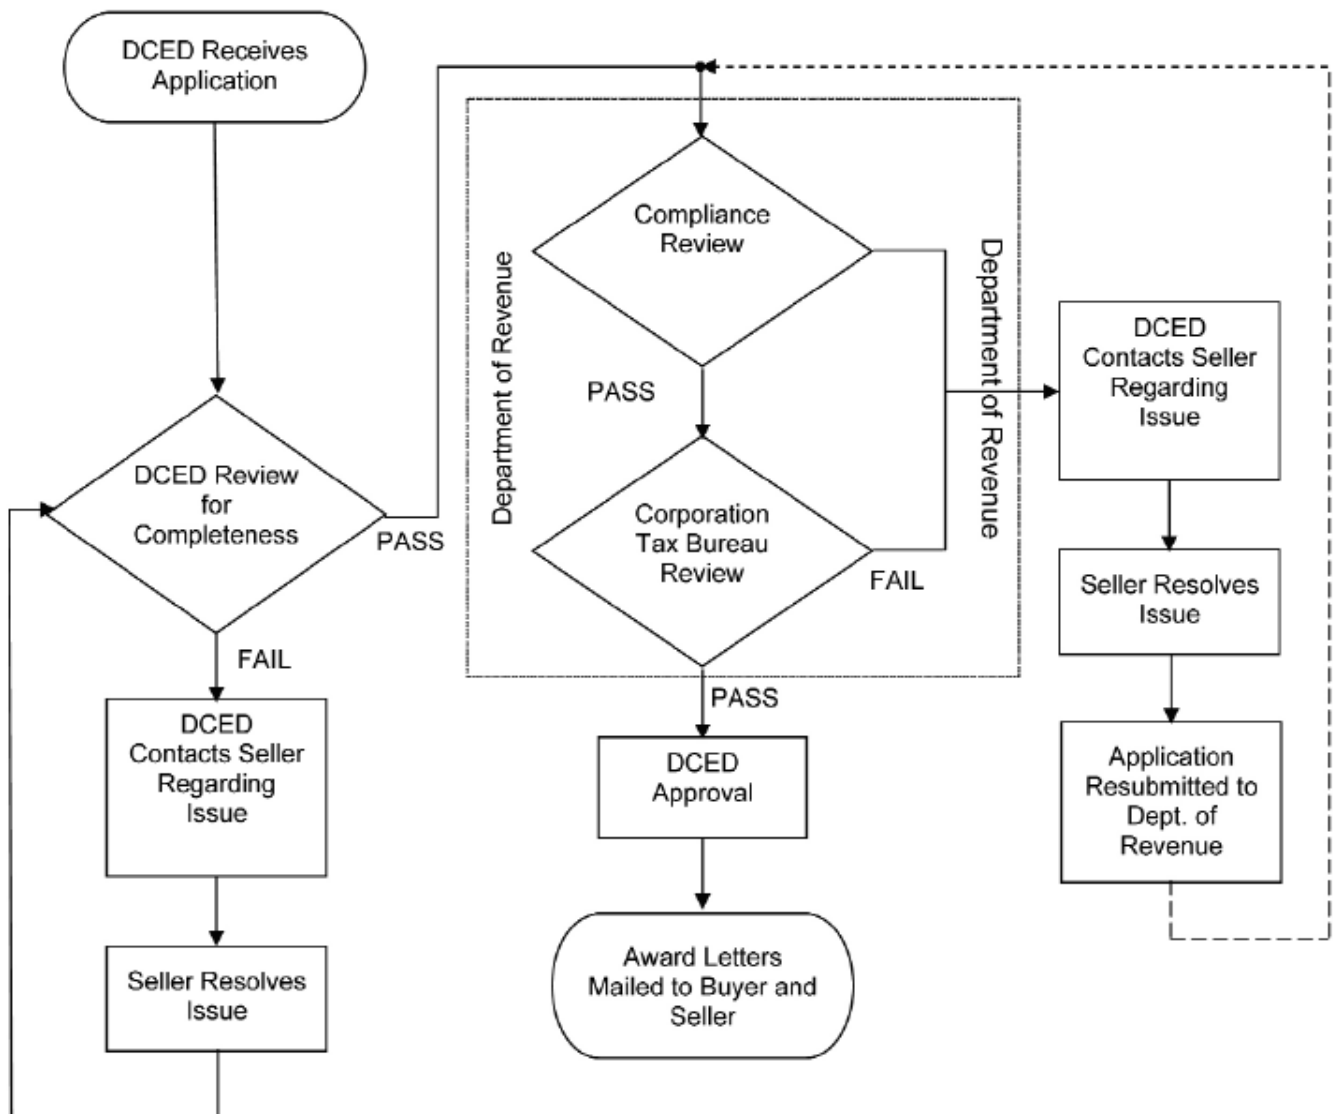 DCED Receives
Application
DCED Review
for
Completeness
PASS
FAIL
DCED
Contacts Seller
Regarding
Issue
Seller Resolves
Issue
Department of Revenue
Compliance
Review
PASS
Corporation
Tax Bureau
Review
FAIL
Department of Revenue
PASS
DCED
Approval
Award Letters
Mailed to Buyer and
Seller
DCED
Contacts Seller
Regarding
Issue
Seller Resolves
Issue
Application
Resubmitted to
Dept. of
Revenue